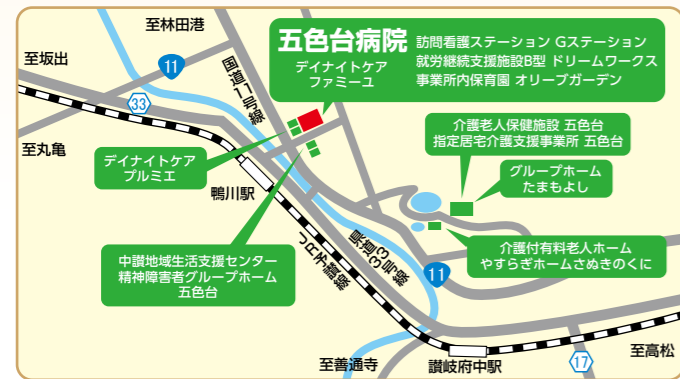 至林田港
五色台病院
デイナイトケア
ファミーユ
訪問看護ステーション Gステーション
就労継続支援施設B型 ドリームワークス
事業所内保育園 オリーブガーデン
至坂出
11
国道11号線
33
至丸亀
デイナイトケア
プルミエ
鴨川駅
介護老人保健施設 五色台
指定居宅介護支援事業所 五色台
グループホーム
たまもよし
中讃地域生活支援センター
精神障害者グループホーム
五色台
JR予讃線
県道33号線
11
介護付有料老人ホーム
やすらぎホームさぬきのくに
至善通寺
讃岐府中駅
17
至高松